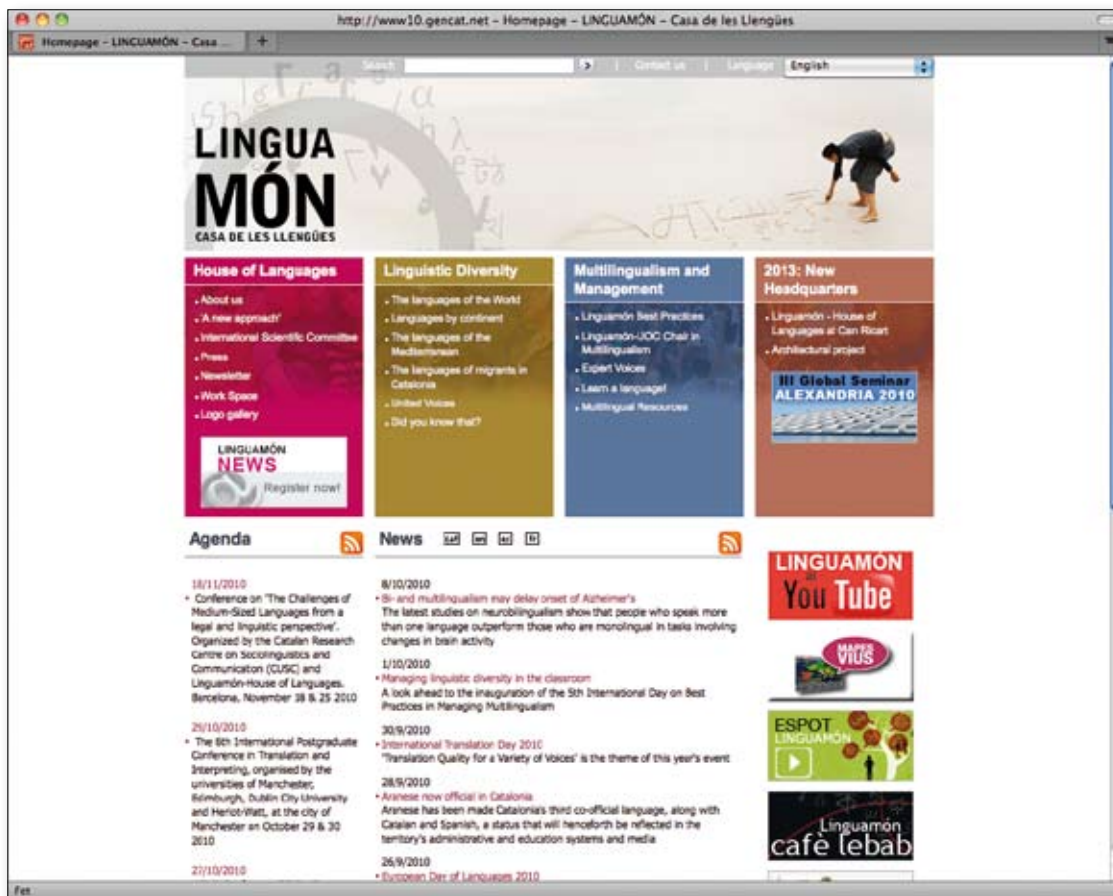 http://www10.gencat.net – Homepage – LINGUAMÓN – Casa de les Llengües
Homepage – LINGUAMÓN – Casa ...
Search
Contact us
Language
English
LINGUA
MÓN
CASA DE LES LLENGÜES
House of Languages
About us
'A new approach'
International Scientific Committee
Press
Newsletter
Work Space
Logo gallery
LINGUAMÓN
NEWS
Register now!
Linguistic Diversity
The languages of the World
Languages by continent
The languages of the
Mediterranean
The languages of migrants in
Catalonia
United Voices
Did you know that?
Multilingualism and
Management
Linguamón Best Practices
Linguamón-UOC Chair in
Multilingualism
Expert Voices
Learn a language!
Multilingual Resources
2013: New
Headquarters
Linguamón - House of
Languages at Can Ricart
Architectural project
III Global Seminar
ALEXANDRIA 2010
Agenda
18/11/2010
Conference on 'The Challenges of
Medium-Sized Languages from a
legal and linguistic perspective'.
Organized by the Catalan Research
Centre on Sociolinguistics and
Communication (CUSC) and
Linguamón-House of Languages.
Barcelona, November 18 & 25 2010
29/10/2010
The 6th International Postgraduate
Conference in Translation and
Interpreting, organised by the
universities of Manchester,
Edimburgh, Dublin City University
and Heriot-Watt, at the city of
Manchester on October 29 & 30
2010
27/10/2010
News
8/10/2010
Bi- and multilingualism may delay onset of Alzheimer's
The latest studies on neurobilingualism show that people who speak more
than one language outperform those who are monolingual in tasks involving
changes in brain activity
1/10/2010
Managing linguistic diversity in the classroom
A look ahead to the inauguration of the 5th International Day on Best
Practices in Managing Multilingualism
30/9/2010
International Translation Day 2010
'Translation Quality for a Variety of Voices' is the theme of this year's event
28/9/2010
Aranese now official in Catalonia
Aranese has been made Catalonia's third co-official language, along with
Catalan and Spanish, a status that will henceforth be reflected in the
territory's administrative and education systems and media
26/9/2010
European Day of Languages 2010
LINGUAMÓN
You Tube
MAPES
VIUS
ESPOT
LINGUAMÓN
Linguamón
cafè lebab
Fet